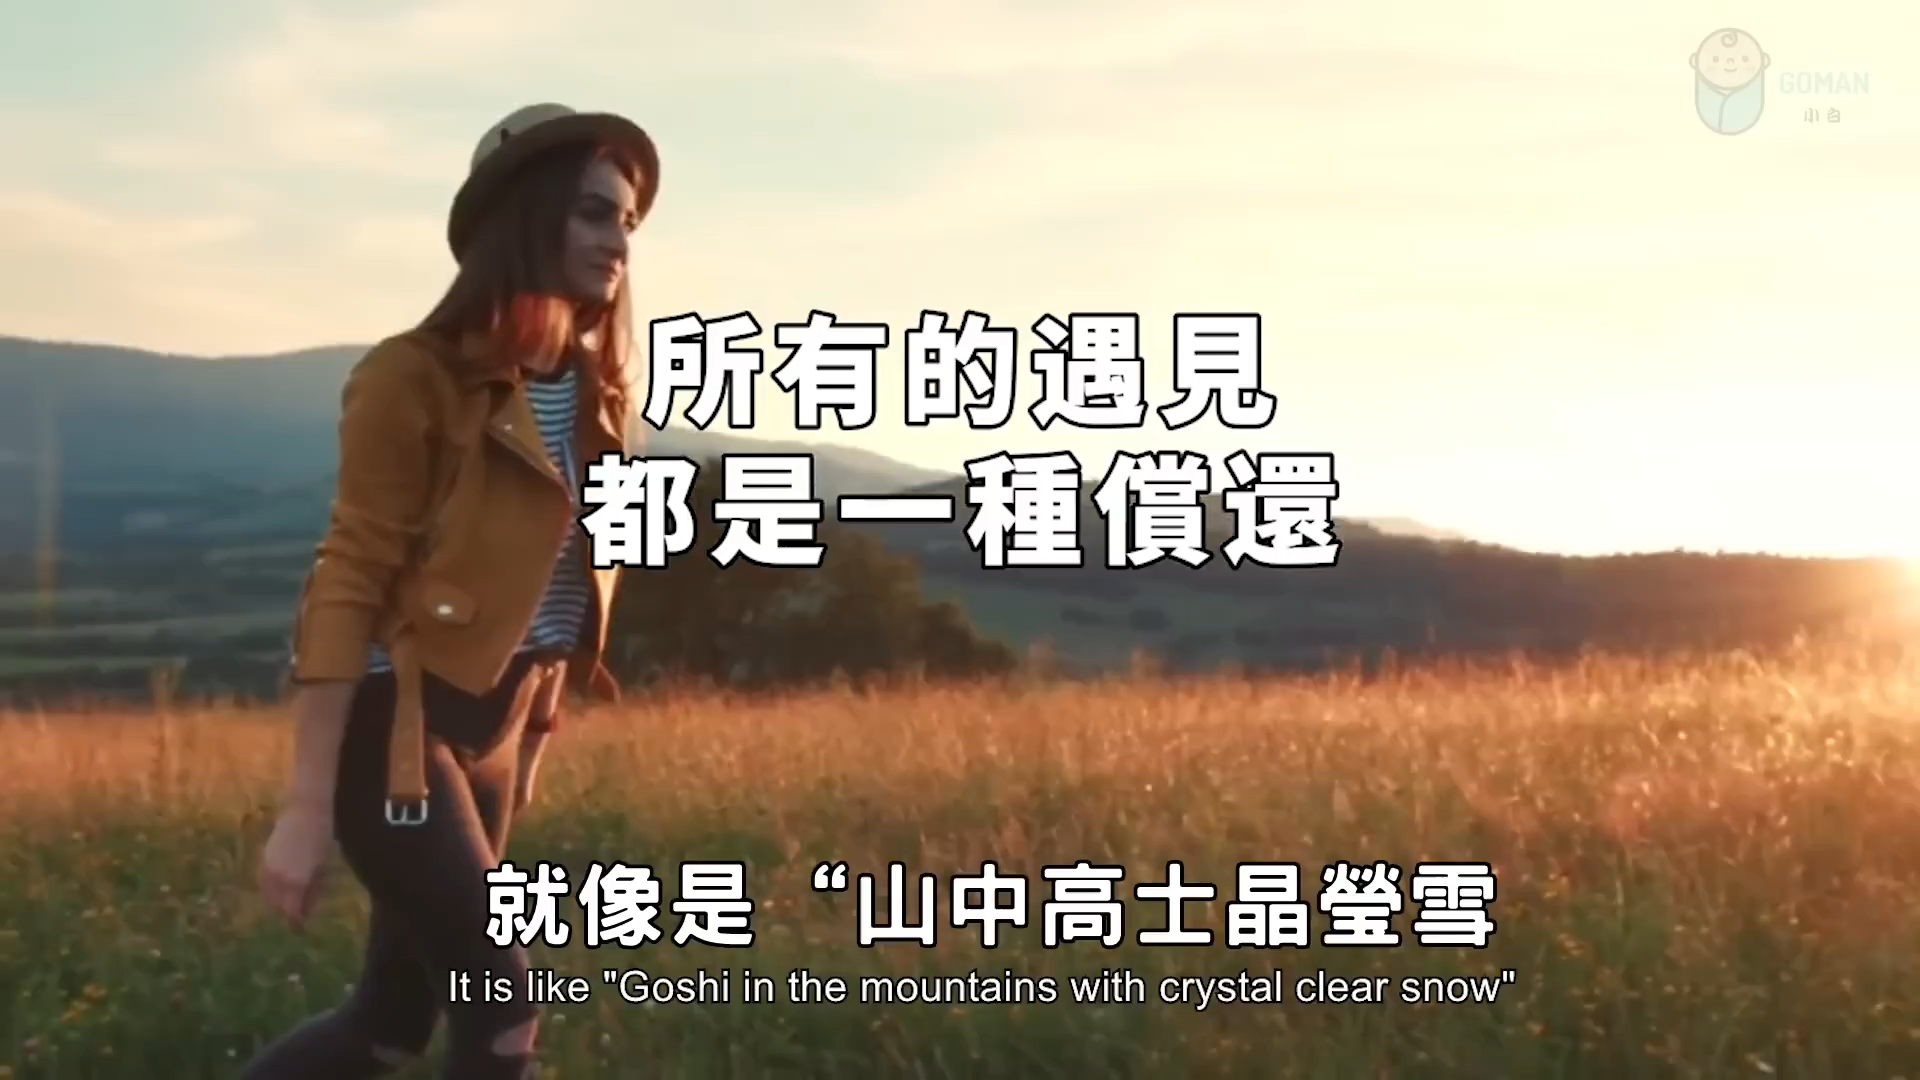 GOMAN
小白
所有的遇見
都是一種償還
就像是“山中高士晶瑩雪
It is like "Goshi in the mountains with crystal clear snow"